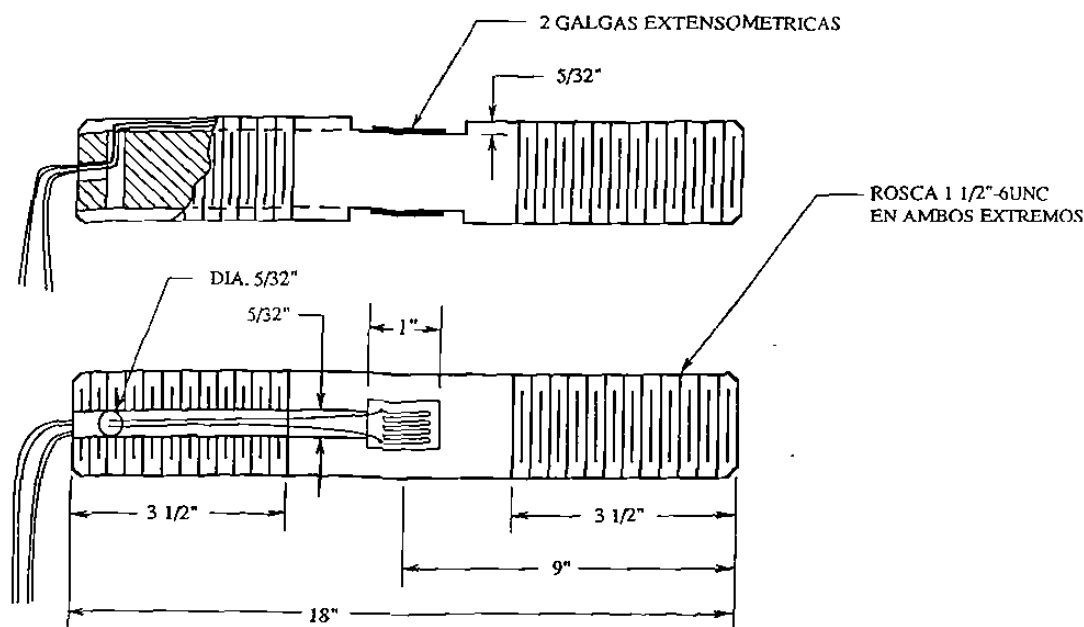 2 GALGAS EXTENSOMETRICAS
5/32"
ROSCA 1 1/2"-6UNC
EN AMBOS EXTREMOS
DIA. 5/32"
5/32"
1"
3 1/2"
3 1/2"
9"
18"